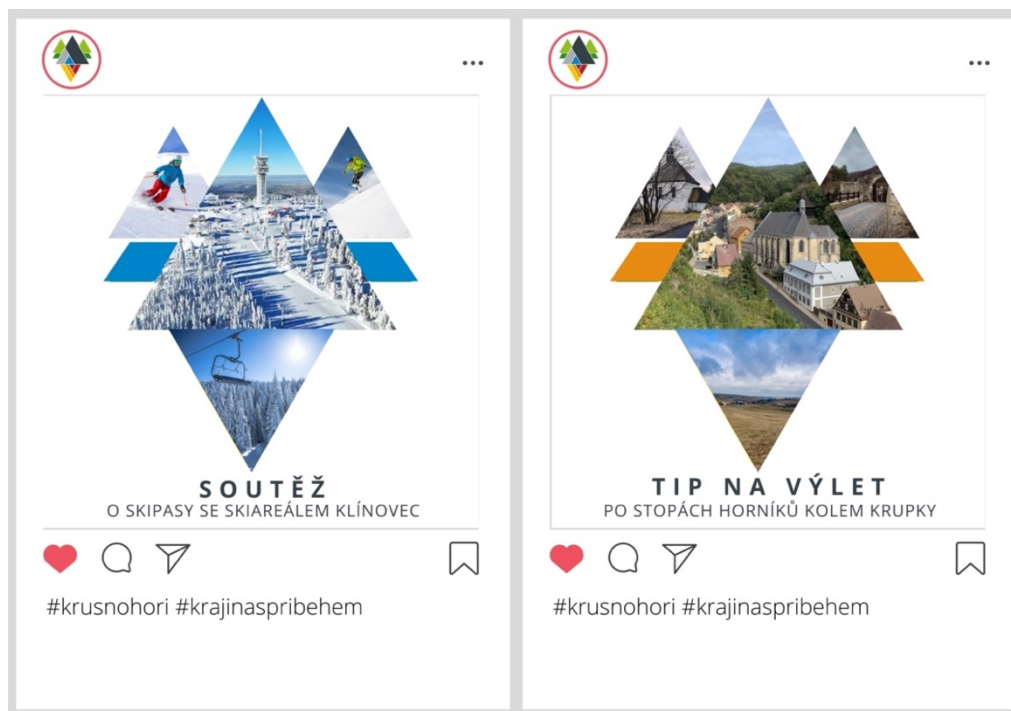 SOUTĚŽ
O SKIPASY SE SKIAREÁLEM KLÍNOVEC
#krusnohori #krajinaspribehem
TIP NA VÝLET
PO STOPÁCH HORNÍKŮ KOLEM KRUPKY
#krusnohori #krajinaspribehem